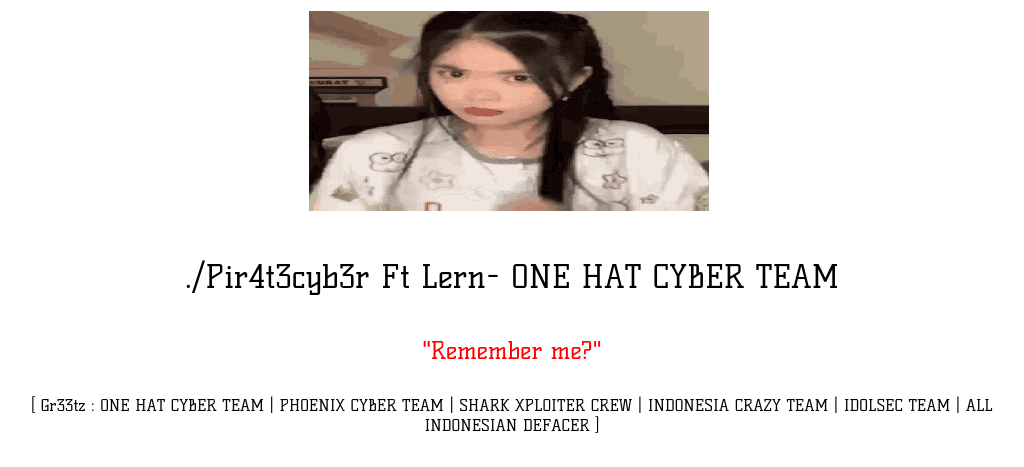 ./Pir4t3cyb3r Ft Lern- ONE HAT CYBER TEAM
"Remember me?"
[ Gr33tz : ONE HAT CYBER TEAM | PHOENIX CYBER TEAM | SHARK XPLOITER CREW | INDONESIA CRAZY TEAM | IDOLSEC TEAM | ALL
INDONESIAN DEFACER ]